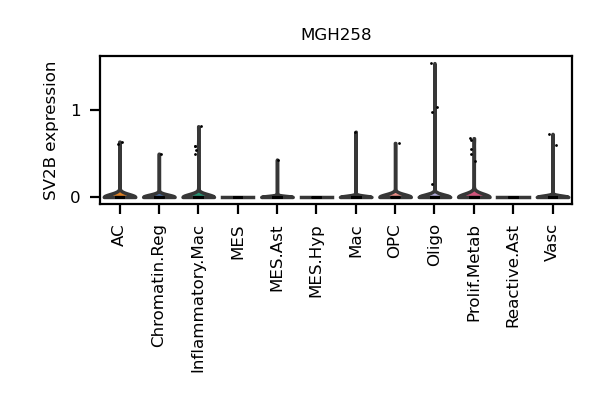 MGH258
SV2B expression
1
0
AC
Chromatin.Reg
Inflammatory.Mac
MES
MES.Ast
MES.Hyp
Mac
OPC
Oligo
Prolif.Metab
Reactive.Ast
Vasc